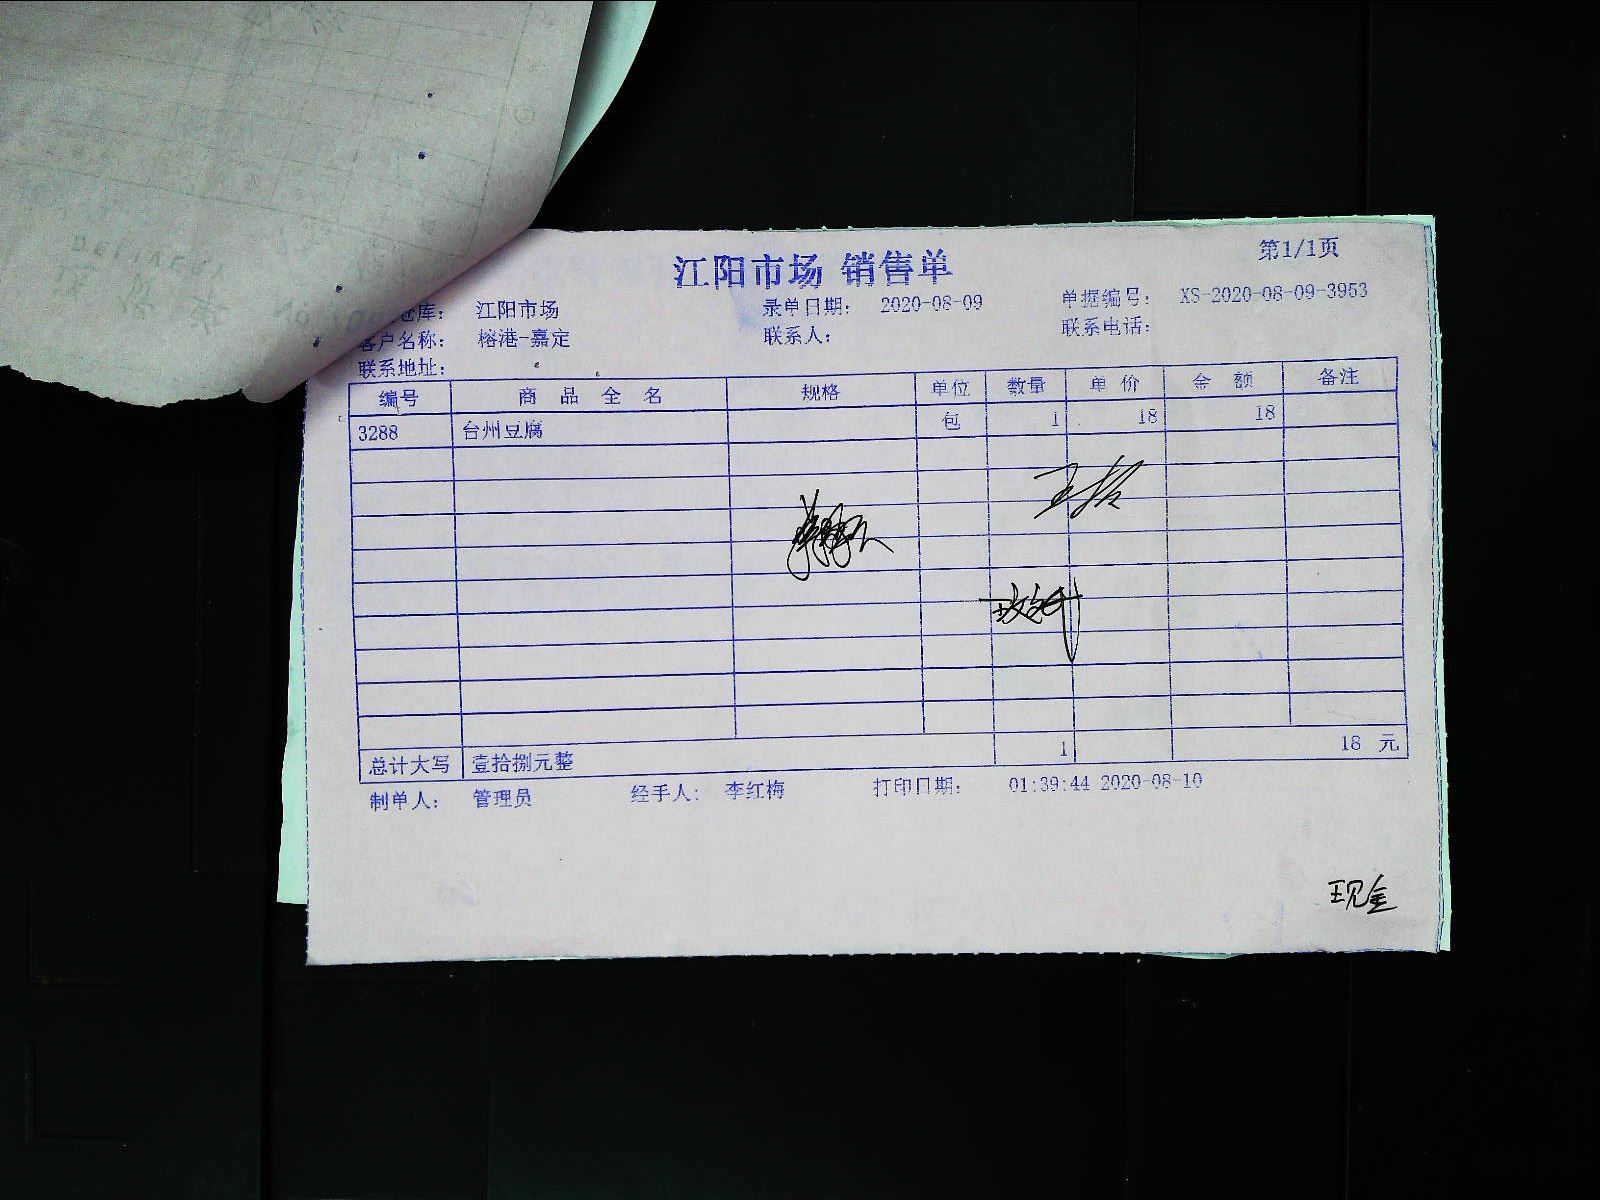 江阳市场 销售单
第1/1页
仓库： 江阳市场 录单日期： 2020-08-09 单据编号： XS-2020-08-09-3953
客户名称： 榕港-嘉定 联系人： 联系电话：
联系地址：
编号 商品全名 规格 单位 数量 单价 金额 备注
3288 台州豆腐 包 1 18 18
总计大写 壹拾捌元整 1 18 元
制单人： 管理员 经手人： 李红梅 打印日期： 01:39:44 2020-08-10
现金